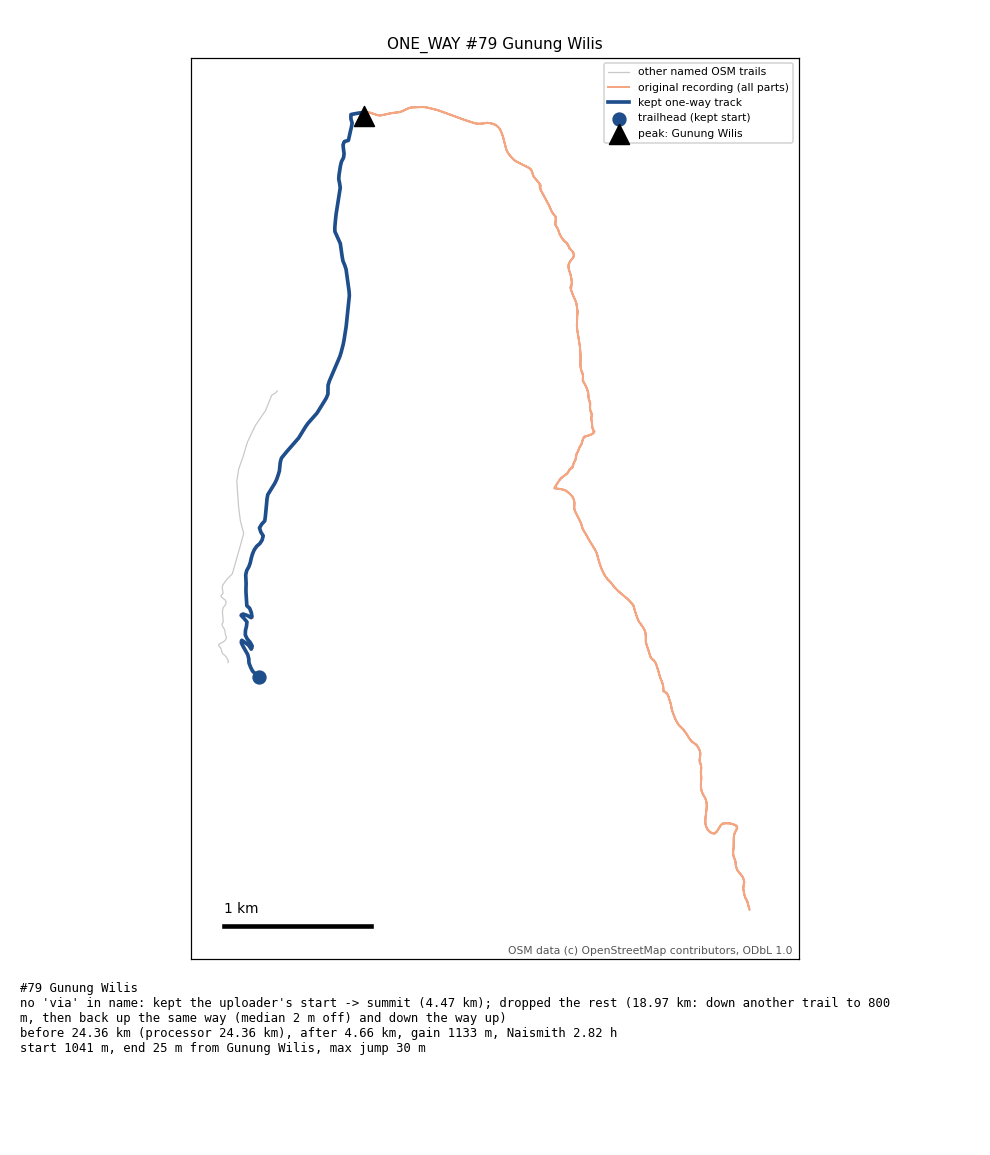 ONE_WAY #79 Gunung Wilis
other named OSM trails
original recording (all parts)
kept one-way track
trailhead (kept start)
peak: Gunung Wilis
1 km
OSM data (c) OpenStreetMap contributors, ODbL 1.0
#79 Gunung Wilis
no 'via' in name: kept the uploader's start -> summit (4.47 km); dropped the rest (18.97 km: down another trail to 800
m, then back up the same way (median 2 m off) and down the way up)
before 24.36 km (processor 24.36 km), after 4.66 km, gain 1133 m, Naismith 2.82 h
start 1041 m, end 25 m from Gunung Wilis, max jump 30 m